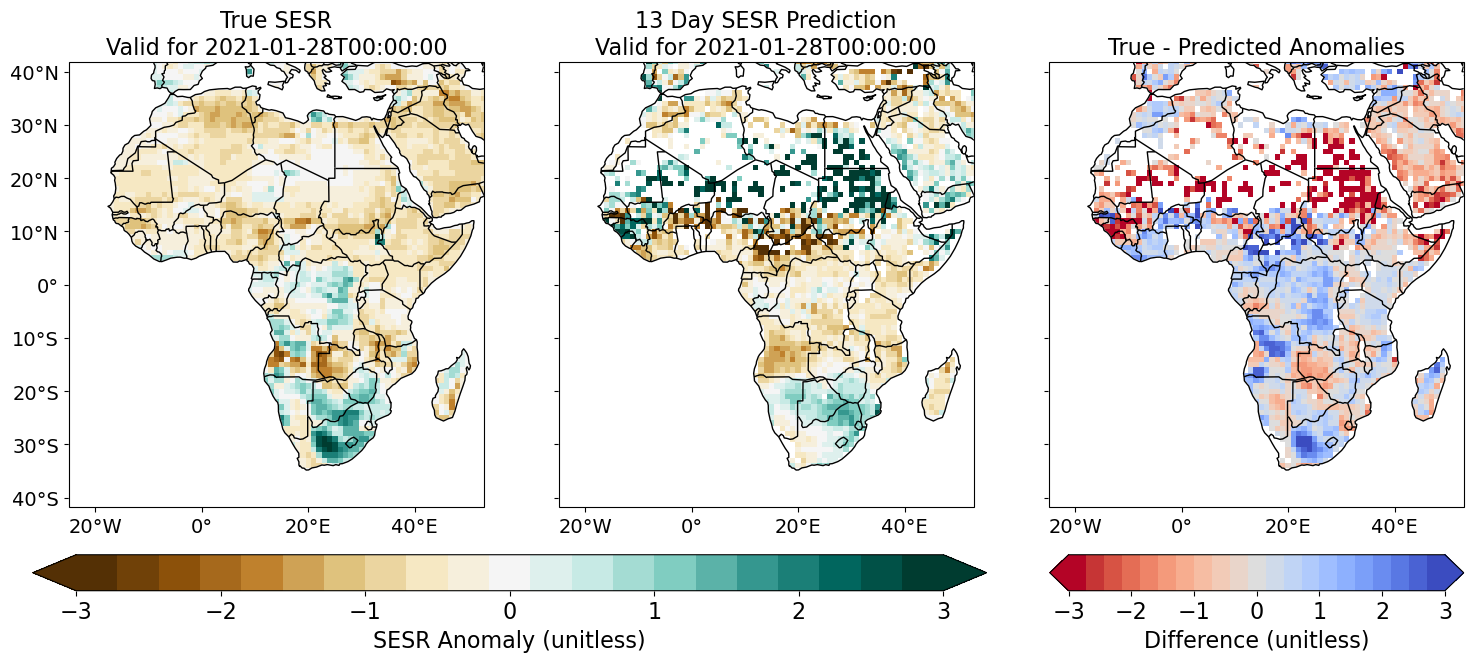 True SESR
Valid for 2021-01-28T00:00:00
13 Day SESR Prediction
Valid for 2021-01-28T00:00:00
True - Predicted Anomalies
40°N
30°N
20°N
10°N
0°
10°S
20°S
30°S
40°S
20°W 0° 20°E 40°E
20°W 0° 20°E 40°E
20°W 0° 20°E 40°E
−3 −2 −1 0 1 2 3
SESR Anomaly (unitless)
−3 −2 −1 0 1 2 3
Difference (unitless)